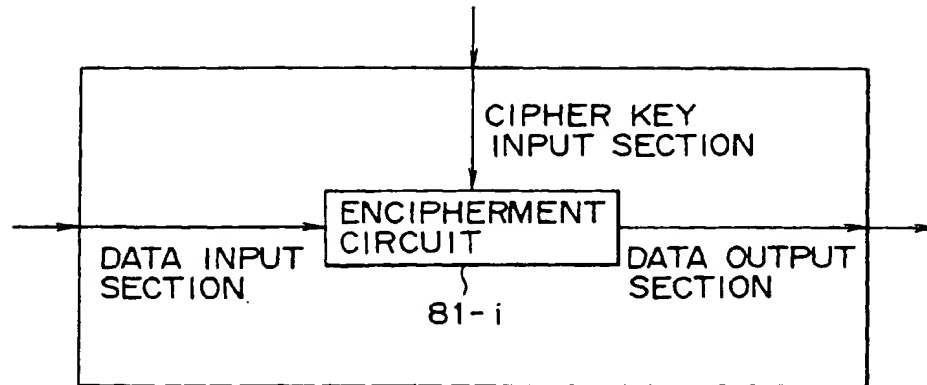 CIPHER KEY
INPUT SECTION
ENCIPHERMENT
CIRCUIT
DATA INPUT
SECTION
DATA OUTPUT
SECTION
81-i